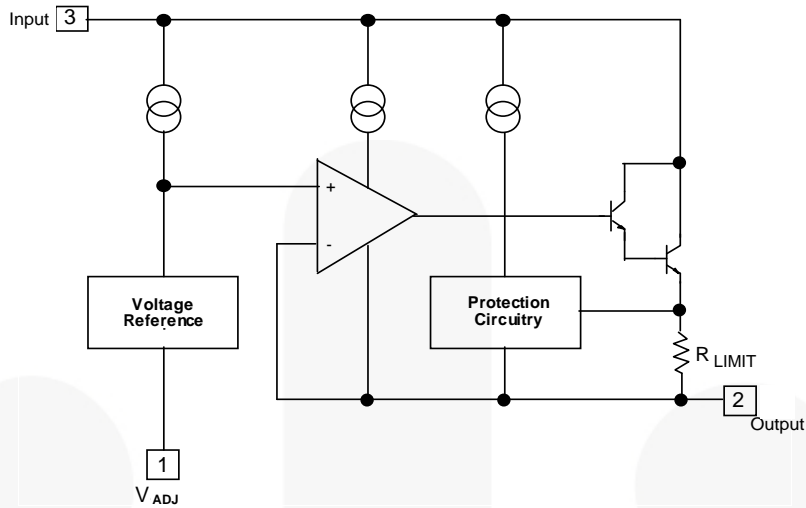 Input 3
+
-
Voltage
Reference
Protection
Circuitry
R LIMIT
2
Output
1
V ADJ